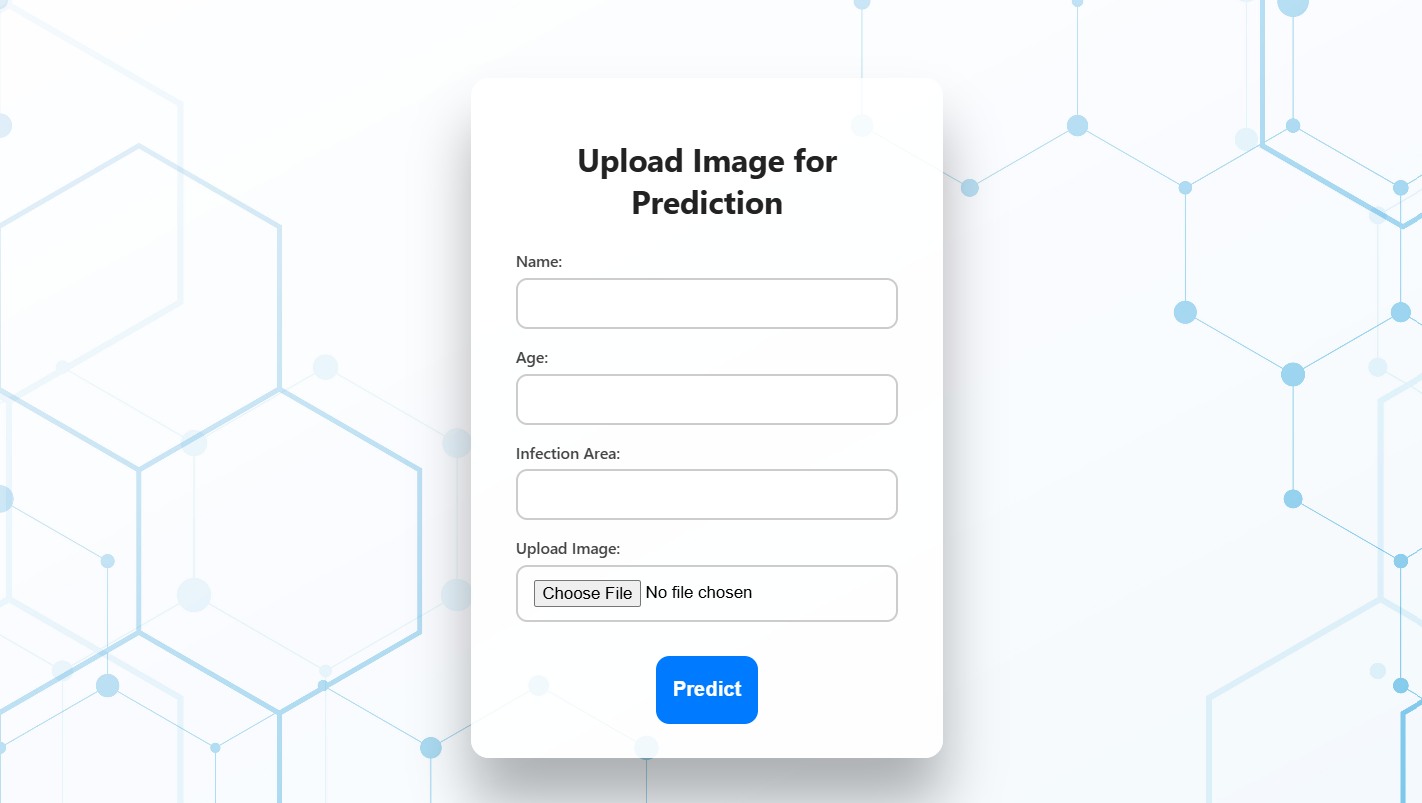 Upload Image for
Prediction
Name:
Age:
Infection Area:
Upload Image:
Choose File No file chosen
Predict